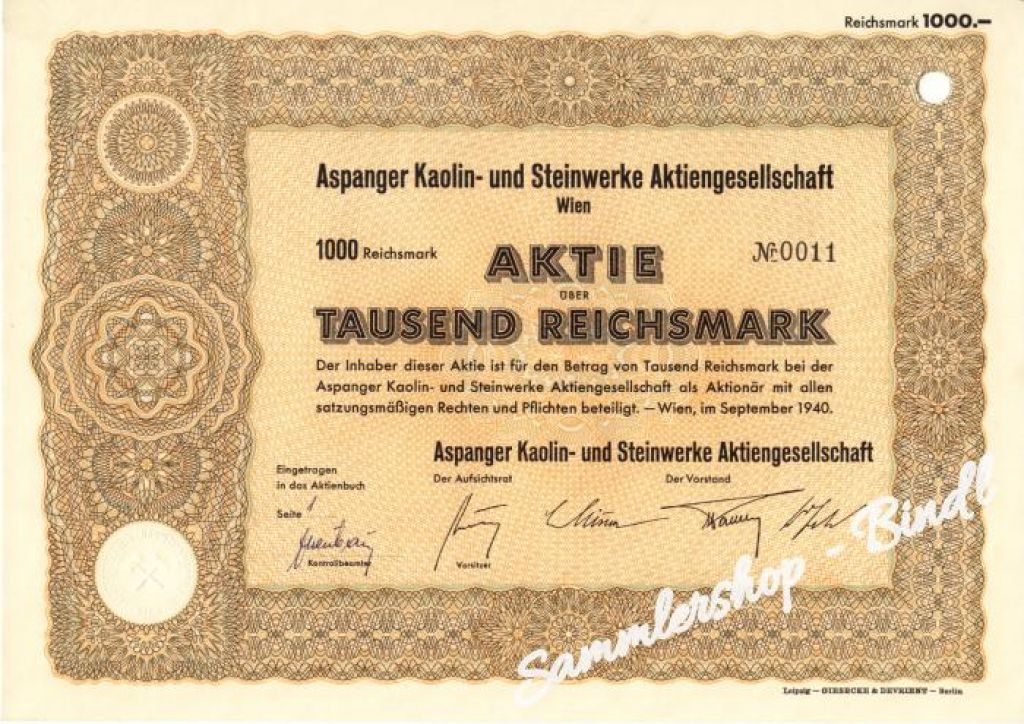 Reichsmark 1000.—
Aspanger Kaolin- und Steinwerke Aktiengesellschaft
Wien
1000 Reichsmark
AKTIE
№ 0011
ÜBER
TAUSEND REICHSMARK
Der Inhaber dieser Aktie ist für den Betrag von Tausend Reichsmark bei der
Aspanger Kaolin- und Steinwerke Aktiengesellschaft als Aktionär mit allen
satzungsmäßigen Rechten und Pflichten beteiligt. — Wien, im September 1940.
Aspanger Kaolin- und Steinwerke Aktiengesellschaft
Eingetragen
in das Aktienbuch
Der Aufsichtsrat
Der Vorstand
Seite 1
Kontrollbeamter
Vorsitzer
Sammlershop - Bindl
Leipzig — GIESECKE & DEVRIENT — Berlin